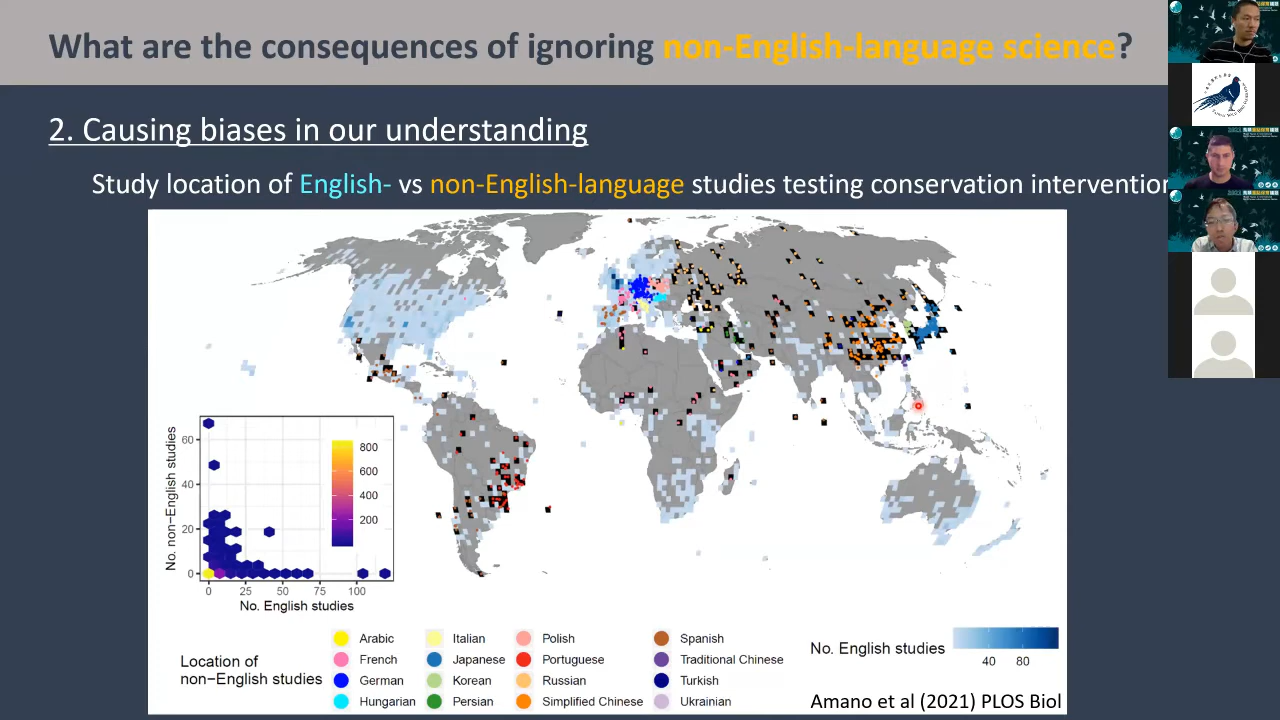 What are the consequences of ignoring non-English-language science?
2. Causing biases in our understanding
Study location of English- vs non-English-language studies testing conservation intervention
No. non−English studies
60
40
20
0
0
25
50
75
100
No. English studies
800
600
400
200
Location of
non−English studies
Arabic
French
German
Hungarian
Italian
Japanese
Korean
Persian
Polish
Portuguese
Russian
Simplified Chinese
Spanish
Traditional Chinese
Turkish
Ukrainian
No. English studies
40
80
Amano et al (2021) PLOS Biol